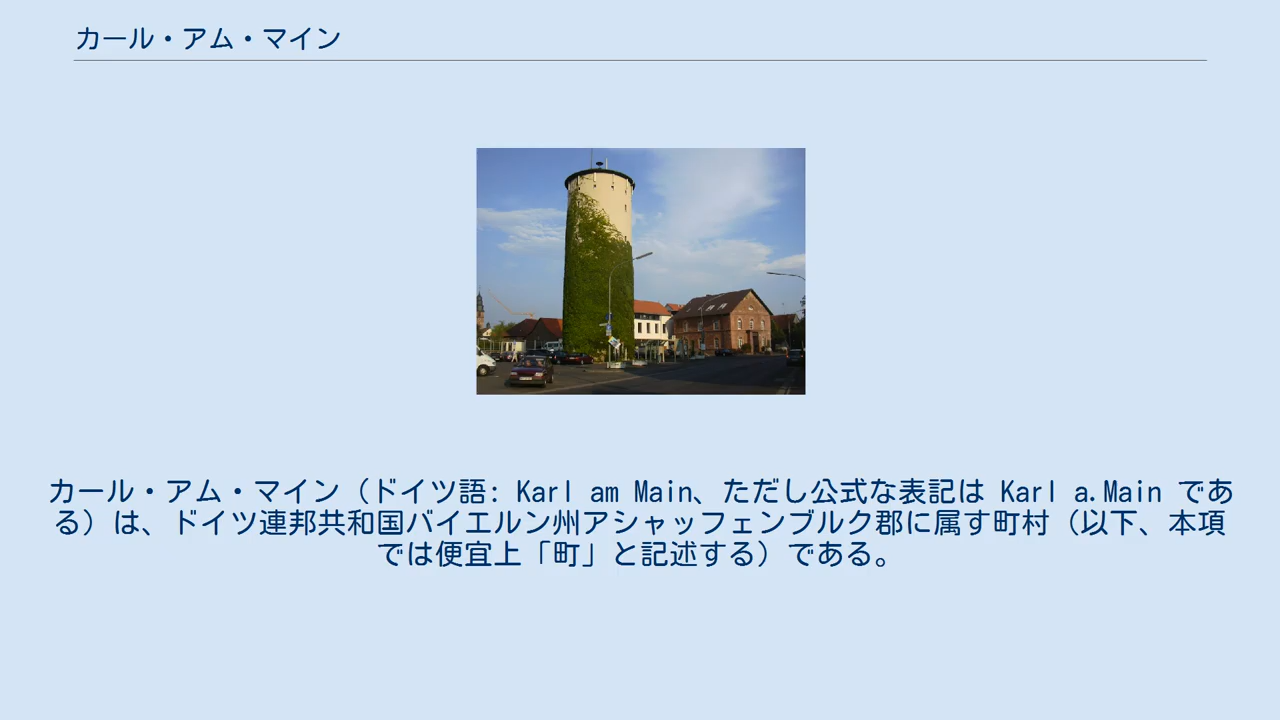 カール・アム・マイン
カール・アム・マイン（ドイツ語: Karl am Main、ただし公式な表記は Karl a.Main であ
る）は、ドイツ連邦共和国バイエルン州アシャッフェンブルク郡に属す町村（以下、本項
では便宜上「町」と記述する）である。